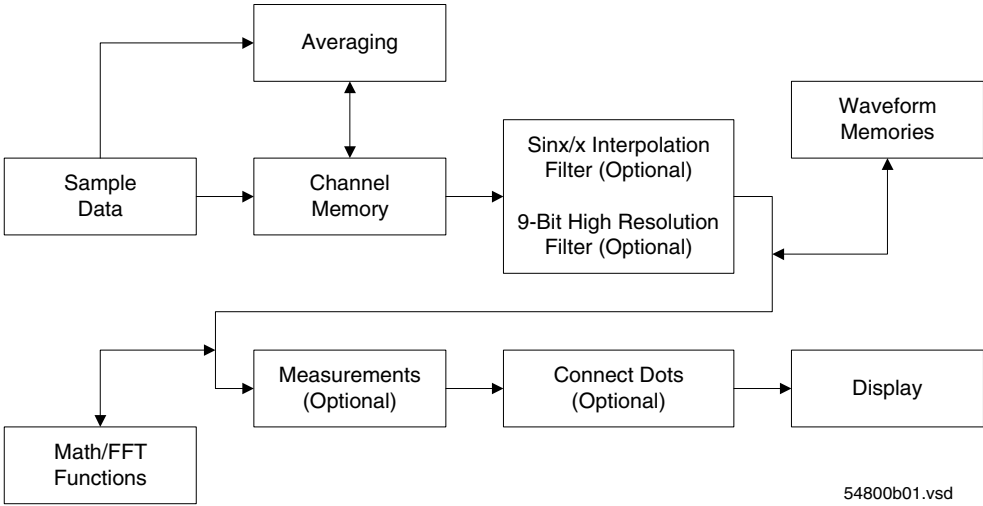 Averaging
Waveform
Memories
Sinx/x Interpolation
Filter (Optional)
9-Bit High Resolution
Filter (Optional)
Sample
Data
Channel
Memory
Measurements
(Optional)
Connect Dots
(Optional)
Display
Math/FFT
Functions
54800b01.vsd